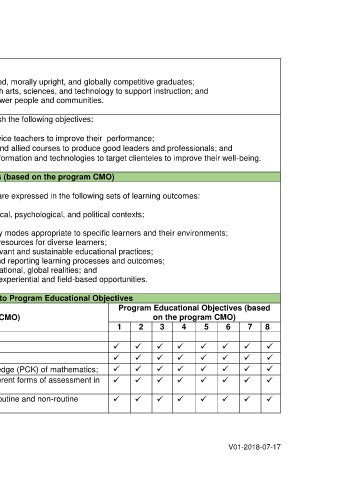 ed, morally upright, and globally competitive graduates;
h arts, sciences, and technology to support instruction; and
wer people and communities.
sh the following objectives:
vice teachers to improve their performance;
nd allied courses to produce good leaders and professionals; and
formation and technologies to target clienteles to improve their well-being.
s (based on the program CMO)
are expressed in the following sets of learning outcomes:
cal, psychological, and political contexts;
y modes appropriate to specific learners and their environments;
resources for diverse learners;
vant and sustainable educational practices;
nd reporting learning processes and outcomes;
ational, global realities; and
experiential and field-based opportunities.
to Program Educational Objectives
CMO)
Program Educational Objectives (based
on the program CMO)
1 2 3 4 5 6 7 8
✓ ✓ ✓ ✓ ✓ ✓ ✓ ✓
✓ ✓ ✓ ✓ ✓ ✓ ✓ ✓
edge (PCK) of mathematics; ✓ ✓ ✓ ✓ ✓ ✓ ✓ ✓
erent forms of assessment in ✓ ✓ ✓ ✓ ✓ ✓ ✓ ✓
outine and non-routine ✓ ✓ ✓ ✓ ✓ ✓ ✓ ✓
V01-2018-07-17